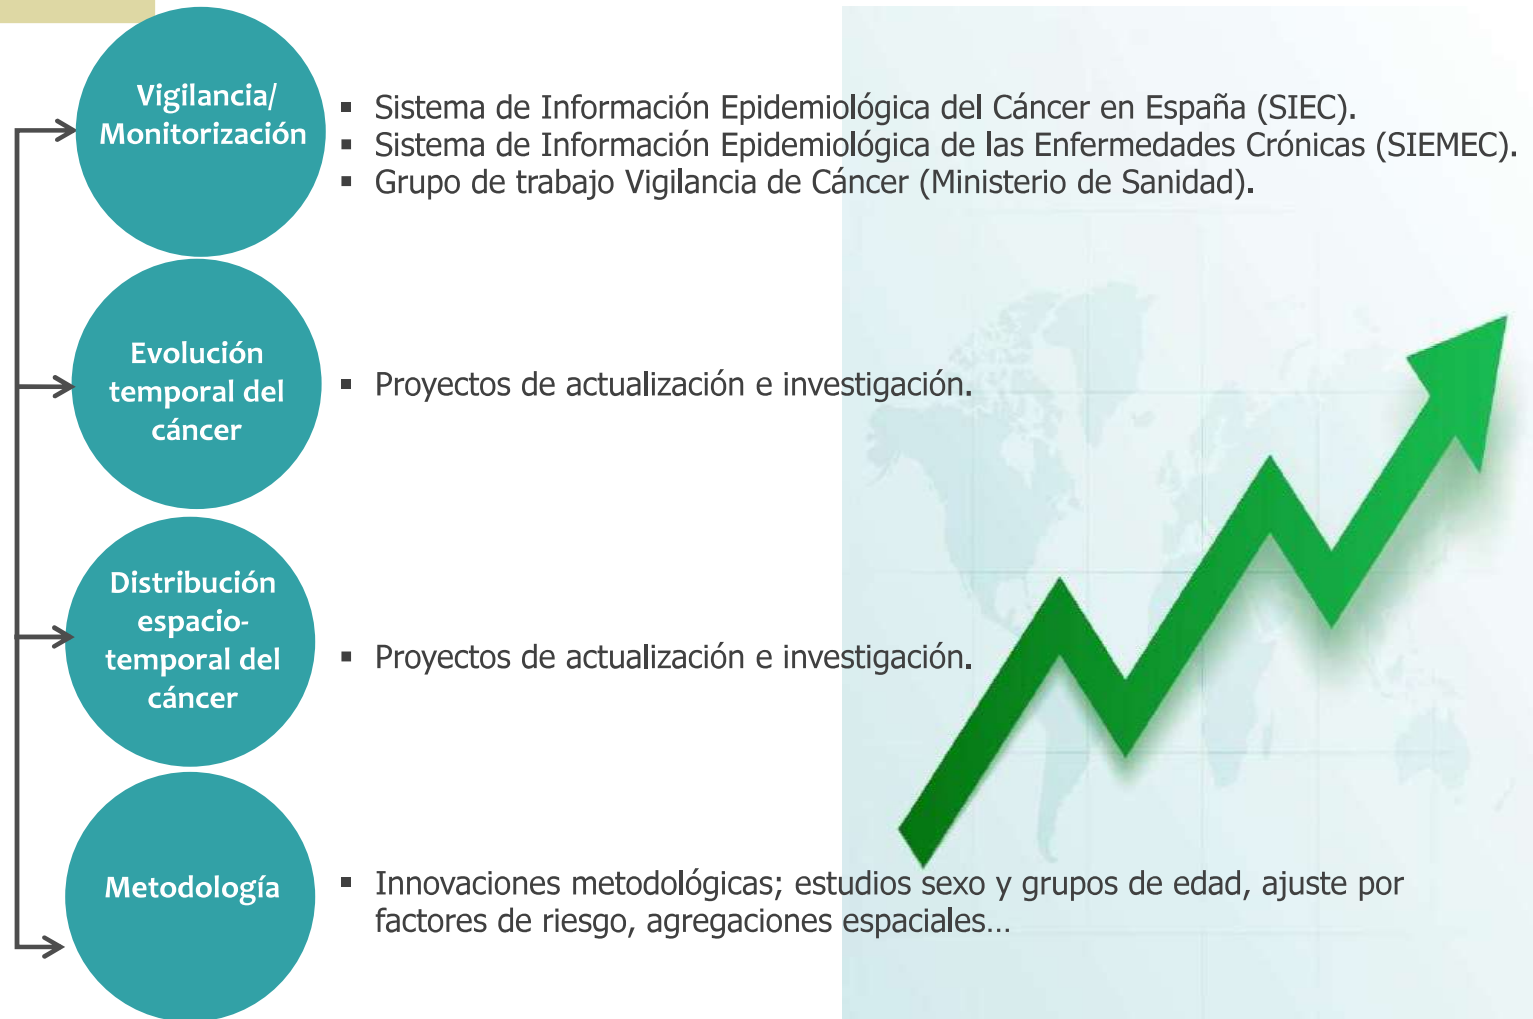 Vigilancia/
Monitorización
▪ Sistema de Información Epidemiológica del Cáncer en España (SIEC).
▪ Sistema de Información Epidemiológica de las Enfermedades Crónicas (SIEMEC).
▪ Grupo de trabajo Vigilancia de Cáncer (Ministerio de Sanidad).
Evolución
temporal del
cáncer
▪ Proyectos de actualización e investigación.
Distribución
espacio-
temporal del
cáncer
▪ Proyectos de actualización e investigación.
Metodología
▪ Innovaciones metodológicas; estudios sexo y grupos de edad, ajuste por
factores de riesgo, agregaciones espaciales…